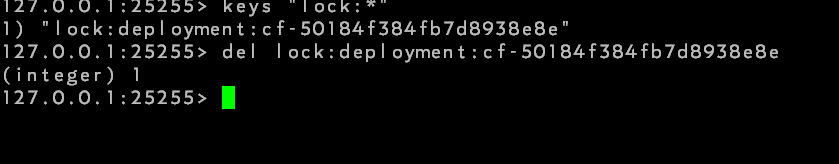 127.0.0.1:25255> keys "lock:*"
1) "lock:deployment:cf-50184f384fb7d8938e8e"
127.0.0.1:25255> del lock:deployment:cf-50184f384fb7d8938e8e
(integer) 1
127.0.0.1:25255>